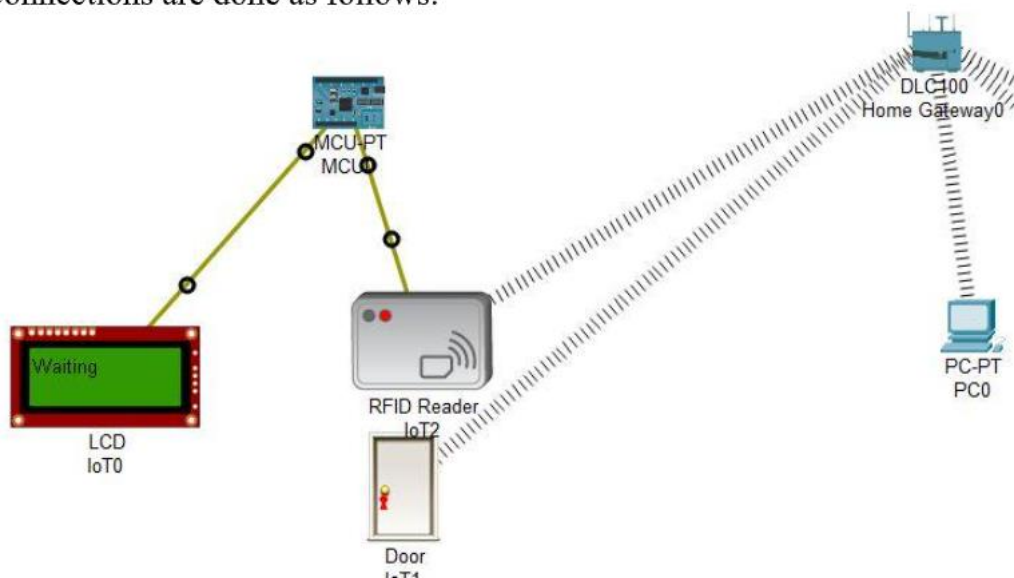 connections are done as follows:
DLC100
Home Gateway0
MCU-PT
Waiting
PC-PT
PC0
RFID Reader
IoT2
LCD
IoT0
Door
IoT1